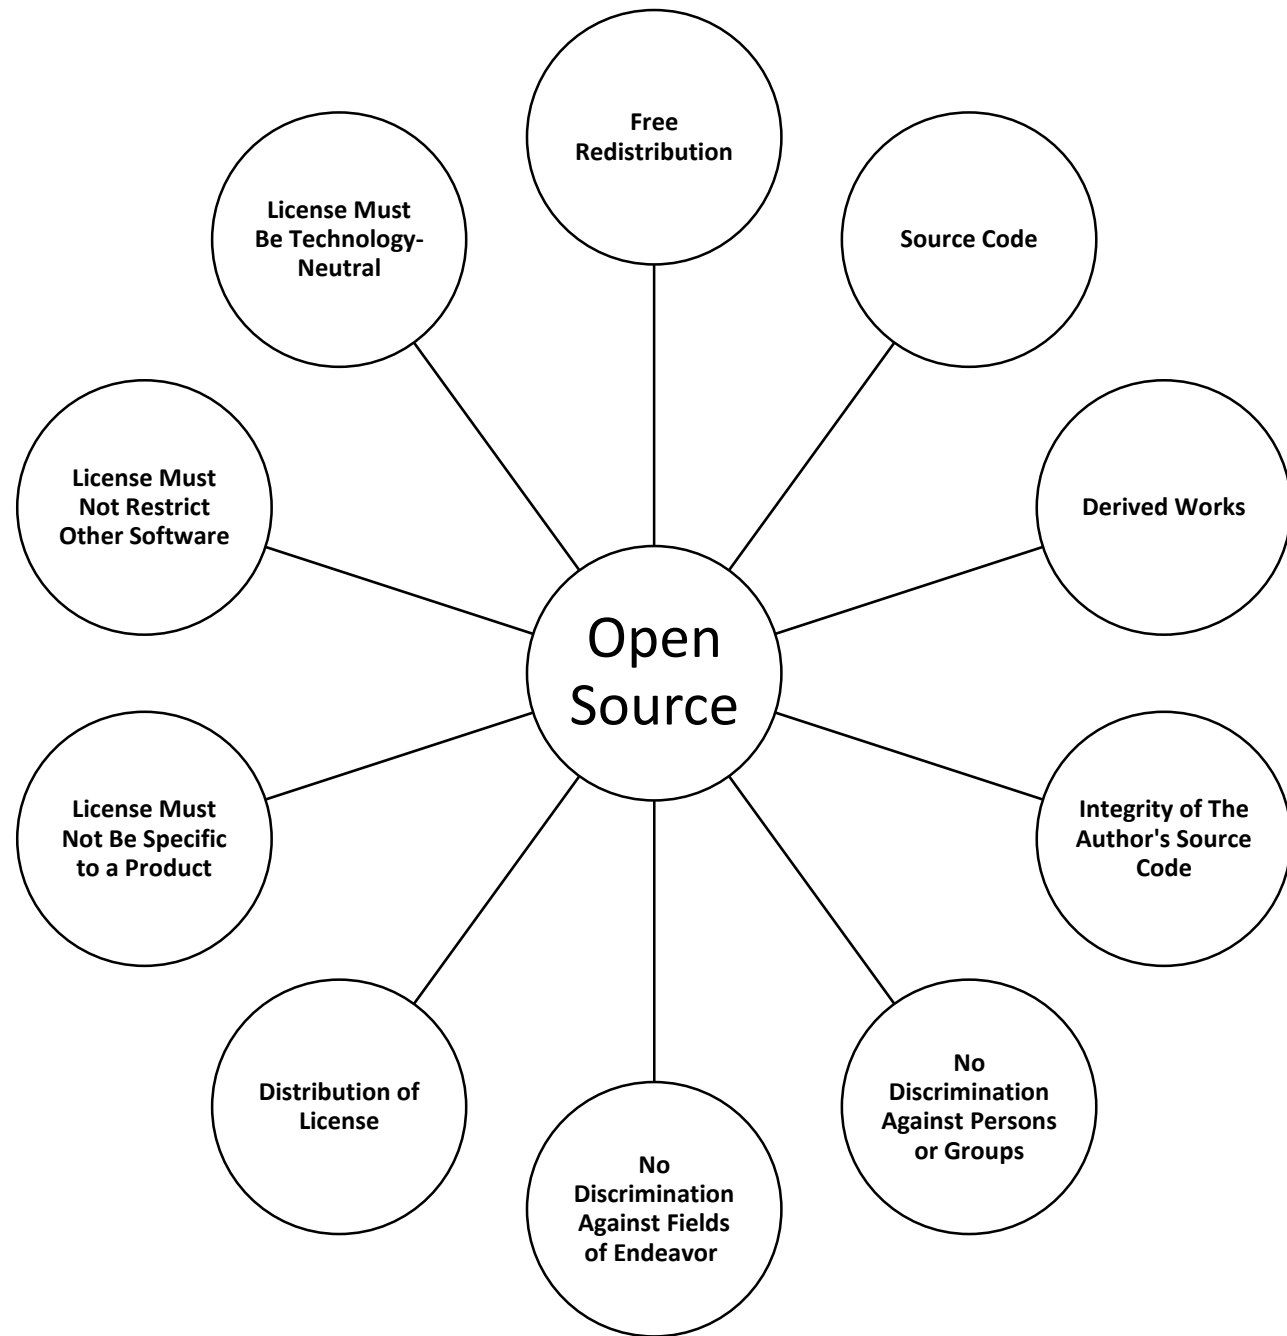 Free
Redistribution
Source Code
Derived Works
Integrity of The
Author's Source
Code
No
Discrimination
Against Persons
or Groups
No
Discrimination
Against Fields
of Endeavor
Distribution of
License
License Must
Not Be Specific
to a Product
License Must
Not Restrict
Other Software
License Must
Be Technology-
Neutral
Open
Source